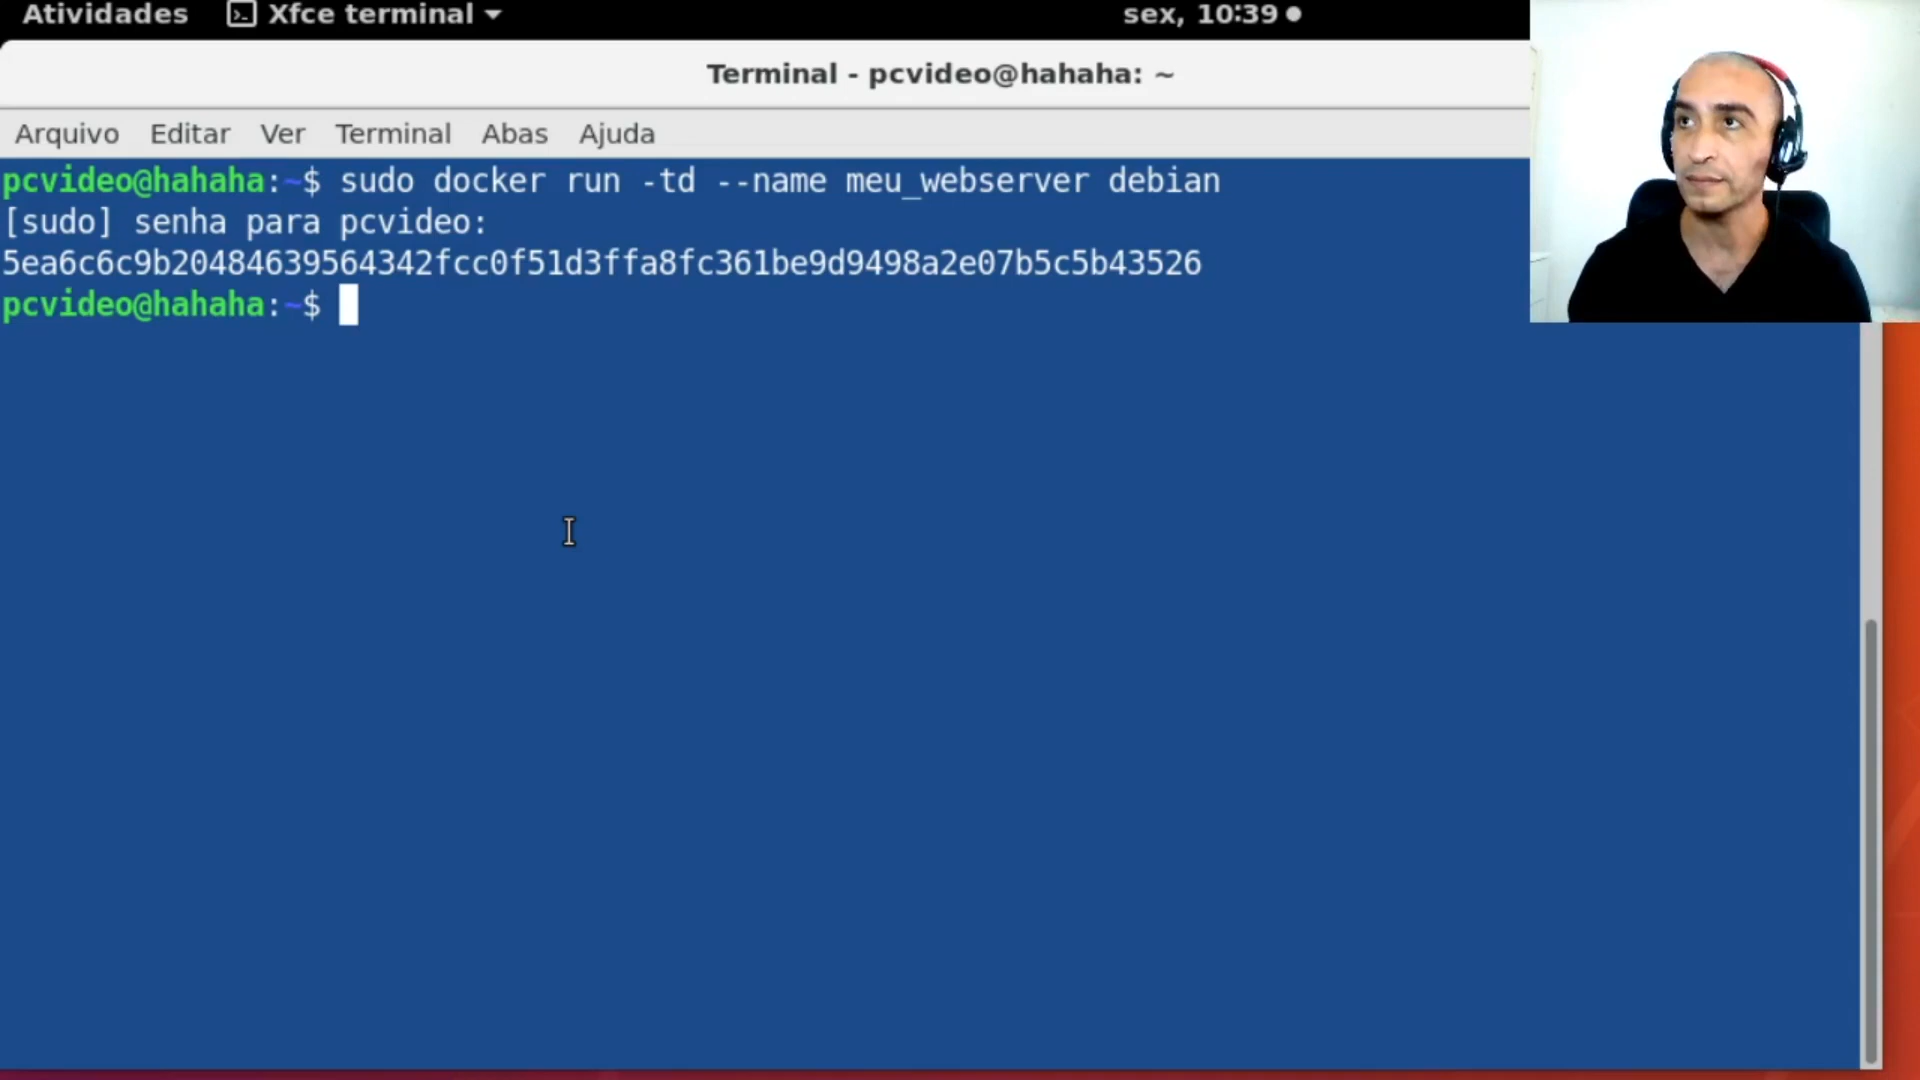 Atividades Xfce terminal sex, 10:39
Terminal - pcvideo@hahaha: ~
Arquivo Editar Ver Terminal Abas Ajuda
pcvideo@hahaha:~$ sudo docker run -td --name meu_webserver debian
[sudo] senha para pcvideo:
5ea6c6c9b20484639564342fcc0f51d3ffa8fc361be9d9498a2e07b5c5b43526
pcvideo@hahaha:~$